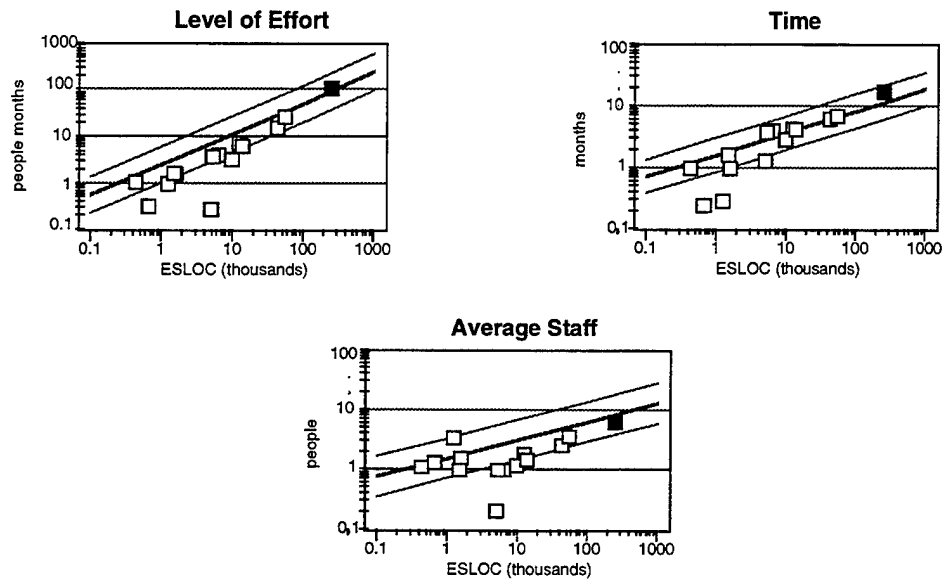 Level of Effort
1000
100
10
1
0.1
people months
0.1 1 10 100 1000
ESLOC (thousands)
Time
100
10
1
0.1
months
0.1 1 10 100 1000
ESLOC (thousands)
Average Staff
100
10
1
0.1
people
0.1 1 10 100 1000
ESLOC (thousands)